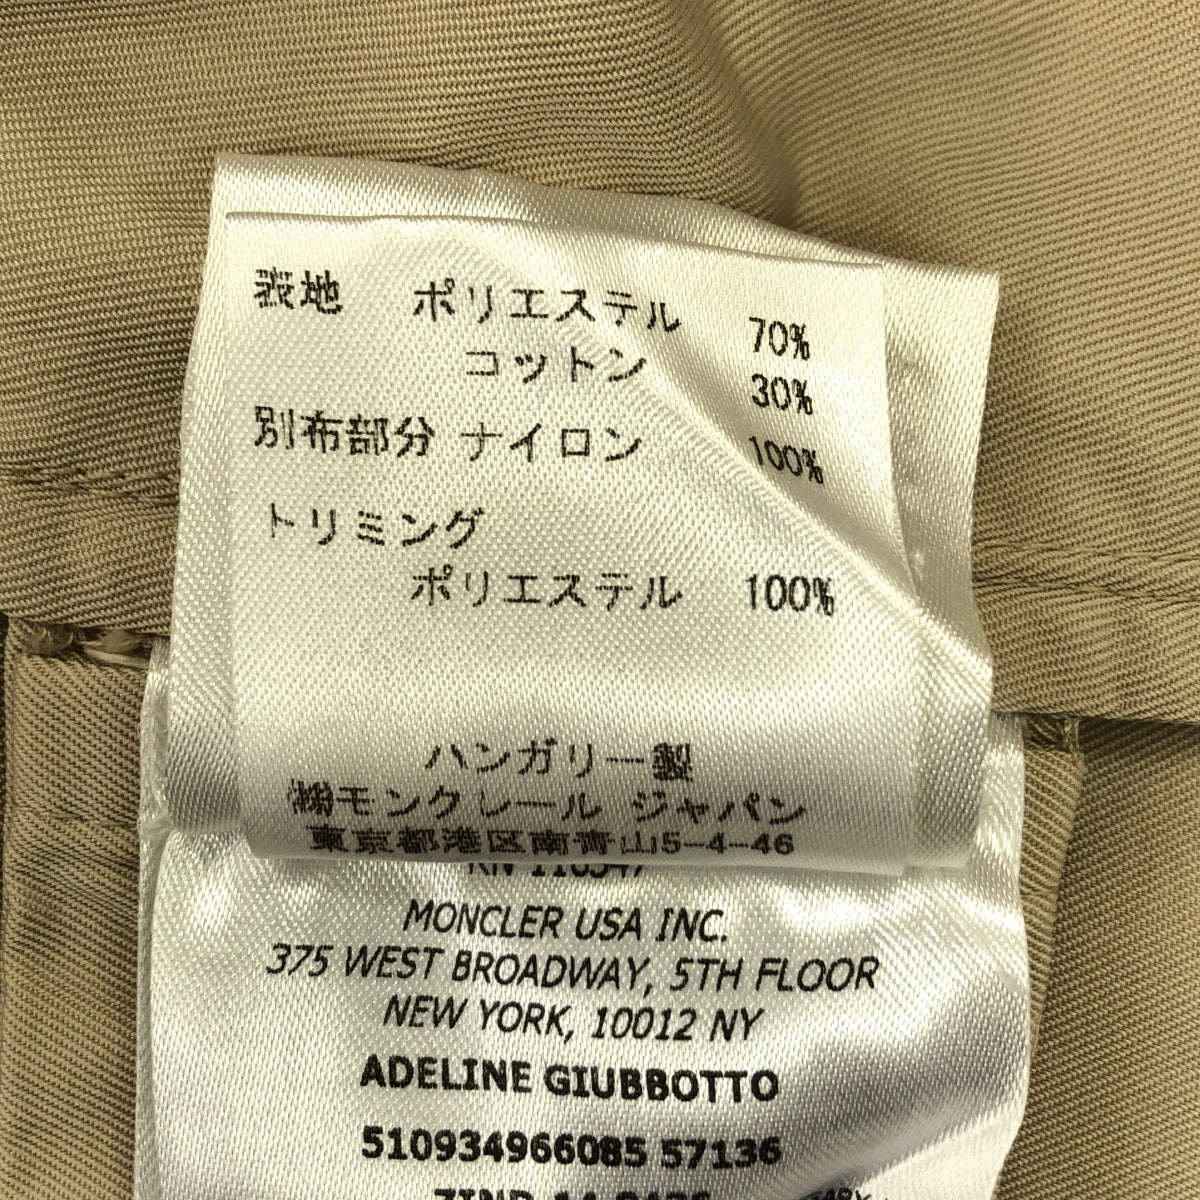 表地 ポリエステル 70%
コットン 30%
別布部分 ナイロン 100%
トリミング
ポリエステル 100%
ハンガリー製
㈱モンクレール ジャパン
東京都港区南青山5-4-46
RN 116347
MONCLER USA INC.
375 WEST BROADWAY, 5TH FLOOR
NEW YORK, 10012 NY
ADELINE GIUBBOTTO
510934966085 57136